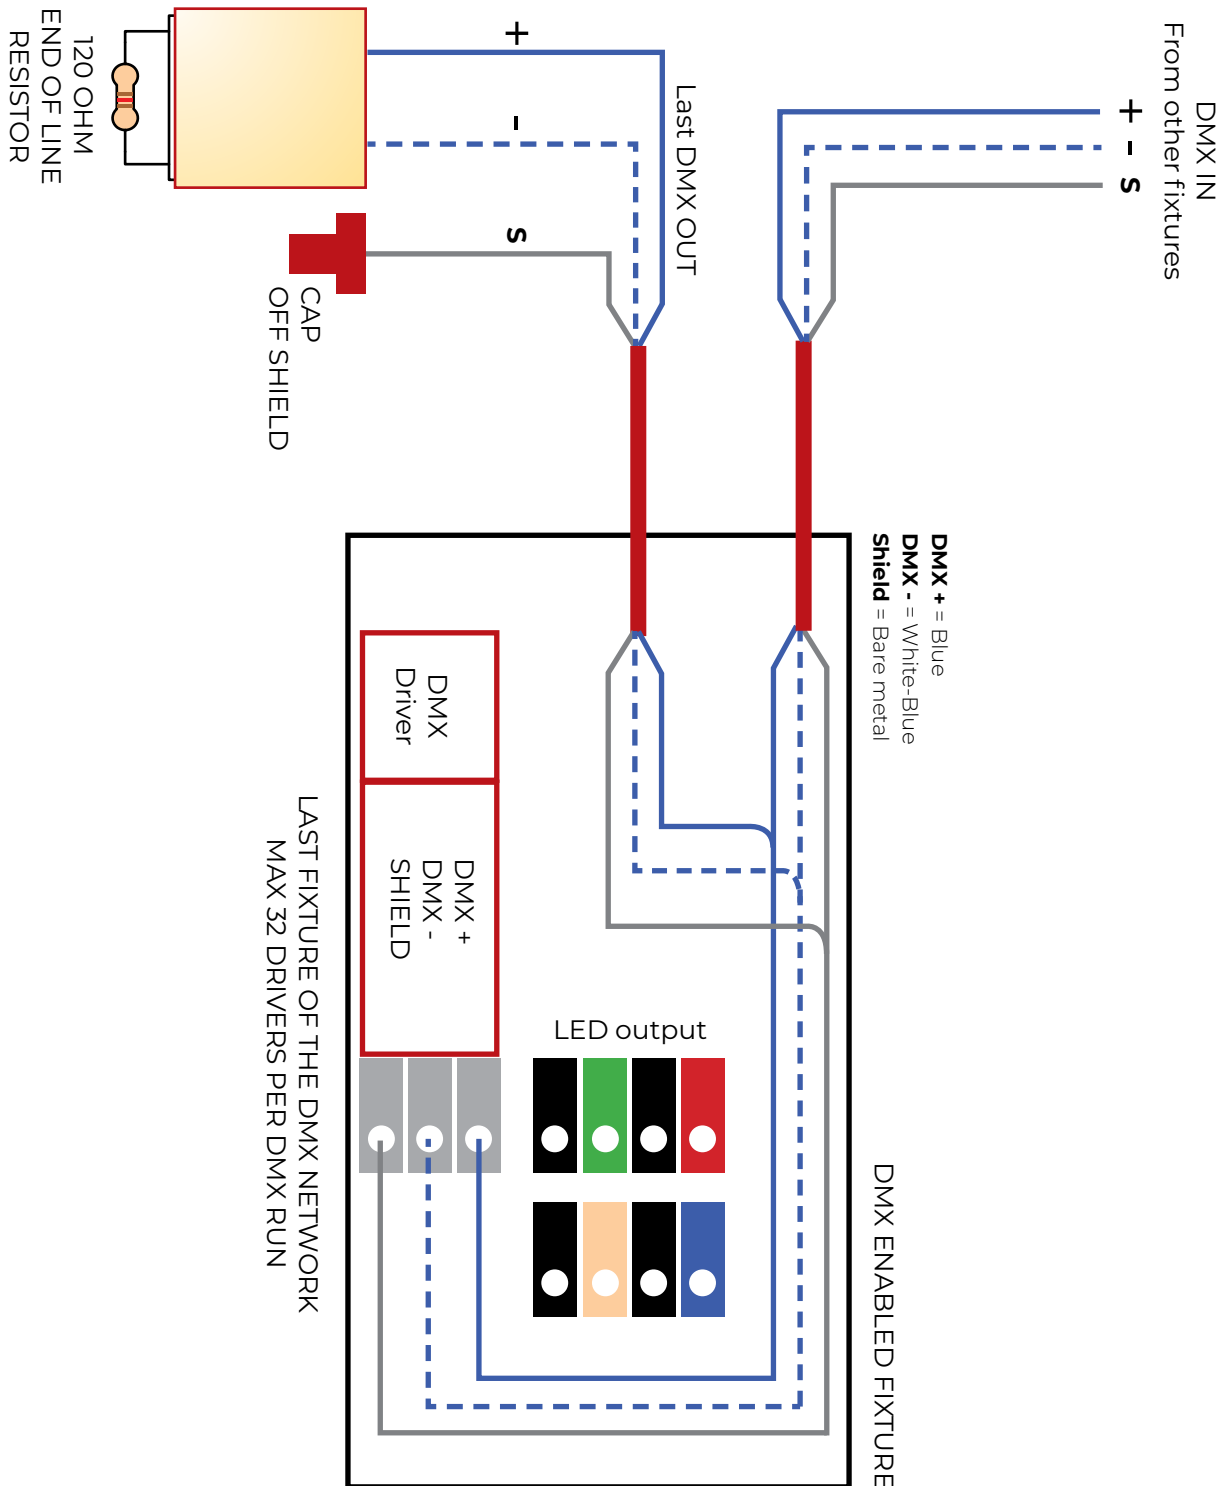 DMX IN
From other fixtures
+
-
S
DMX + = Blue
DMX - = White-Blue
Shield = Bare metal
DMX ENABLED FIXTURE
Last DMX OUT
+
-
S
120 OHM
END OF LINE
RESISTOR
CAP
OFF SHIELD
DMX
Driver
DMX +
DMX -
SHIELD
LED output
LAST FIXTURE OF THE DMX NETWORK
MAX 32 DRIVERS PER DMX RUN